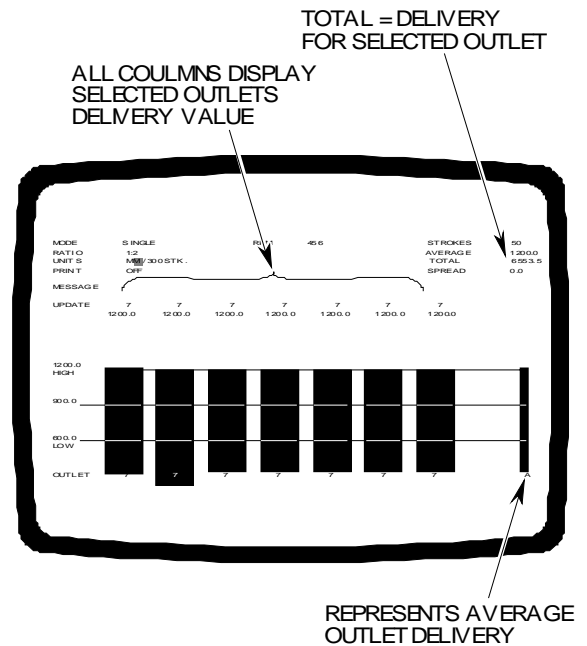 TOTAL = DELIVERY
FOR SELECTED OUTLET
ALL COULMNS DISPLAY
SELECTED OUTLETS
DELIVERY VALUE
MODE SINGLE 456 STROKES 50
RATIO 1:2 AVERAGE 1200.0
UNITS MM/300STK. TOTAL 6553.5
PRINT OFF SPREAD 0.0
MESSAGE
UPDATE 7 7 7 7 7 7 7
1200.0 1200.0 1200.0 1200.0 1200.0 1200.0 1200.0
1200.0
HIGH
900.0
600.0
LOW
OUTLET 7 7 7 7 7 7 7 A
REPRESENTS AVERAGE
OUTLET DELIVERY